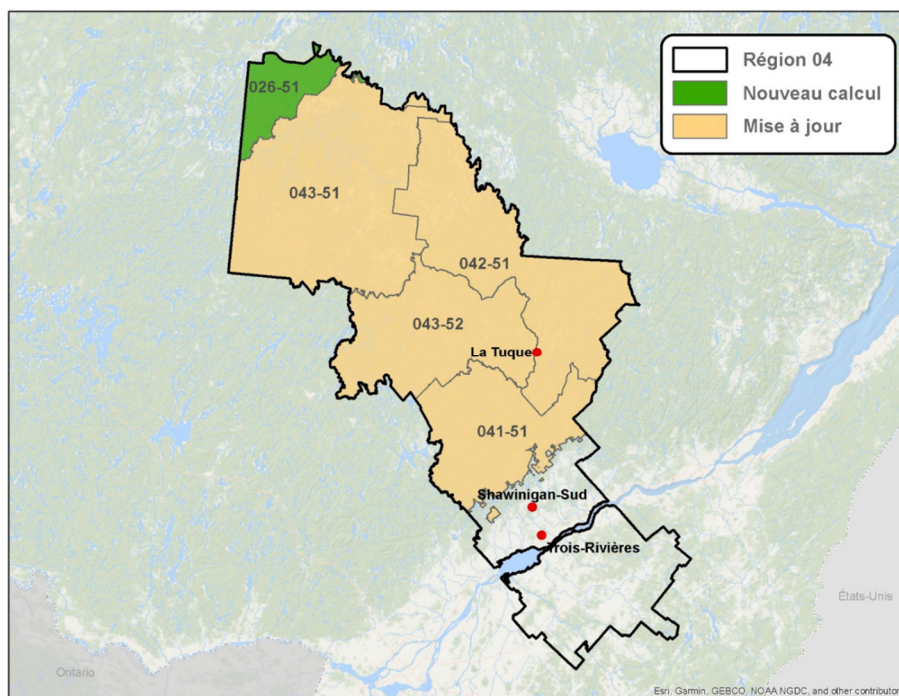 Région 04
Nouveau calcul
Mise à jour
026-51
043-51
042-51
043-52
La Tuque
041-51
Shawinigan-Sud
Trois-Rivières
États-Unis
Ontario
Esri, Garmin, GEBCO, NOAA NGDC, and other contributor